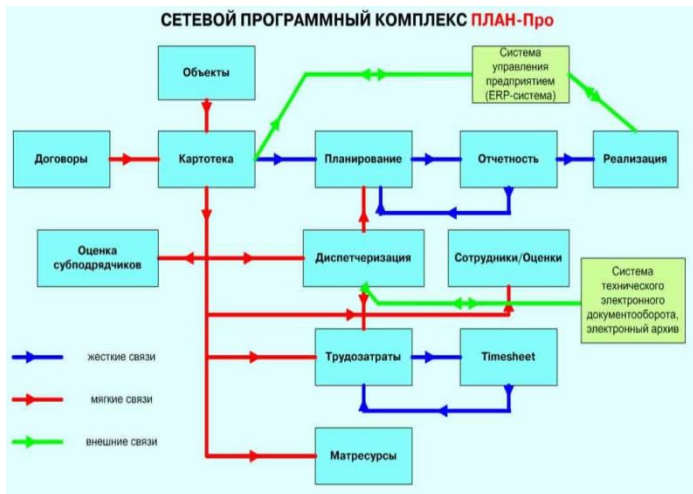 СЕТЕВОЙ ПРОГРАММНЫЙ КОМПЛЕКС ПЛАН-Про
Объекты
Система
управления
предприятием
(ERP-система)
Договоры
Картотека
Планирование
Отчетность
Реализация
Оценка
субподрядчиков
Диспетчеризация
Сотрудники/Оценки
Система
технического
электронного
документооборота,
электронный архив
жесткие связи
Трудозатраты
Timesheet
мягкие связи
внешние связи
Матресурсы